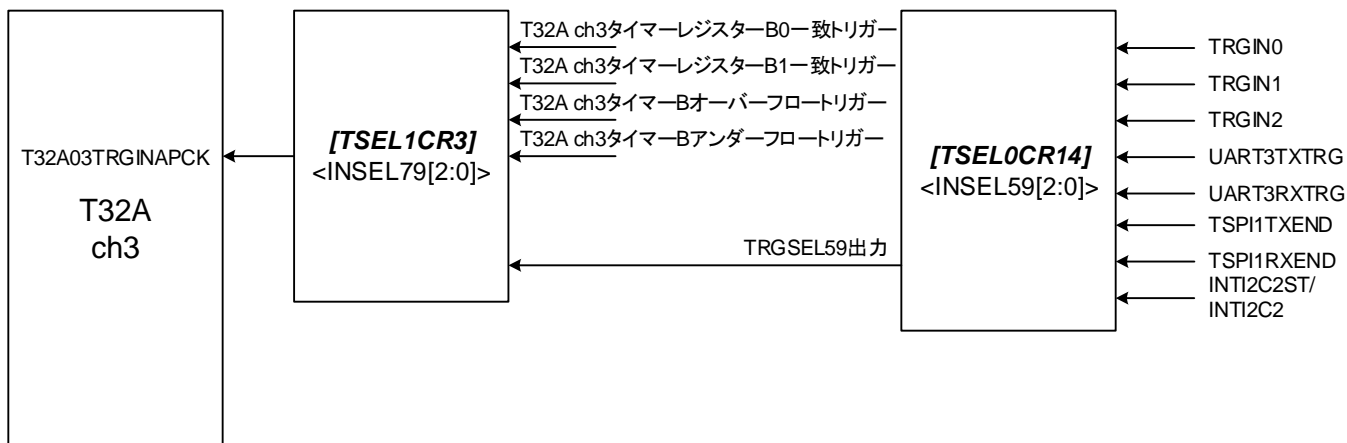 T32A03TRGINAPCK
T32A
ch3
[TSEL1CR3]
<INSEL79[2:0]>
T32A ch3タイマーレジスターB0一致トリガー
T32A ch3タイマーレジスターB1一致トリガー
T32A ch3タイマーBオーバーフロートリガー
T32A ch3タイマーBアンダーフロートリガー
TRGSEL59出力
[TSEL0CR14]
<INSEL59[2:0]>
TRGIN0
TRGIN1
TRGIN2
UART3TXTRG
UART3RXTRG
TSPI1TXEND
TSPI1RXEND
INTI2C2ST/
INTI2C2